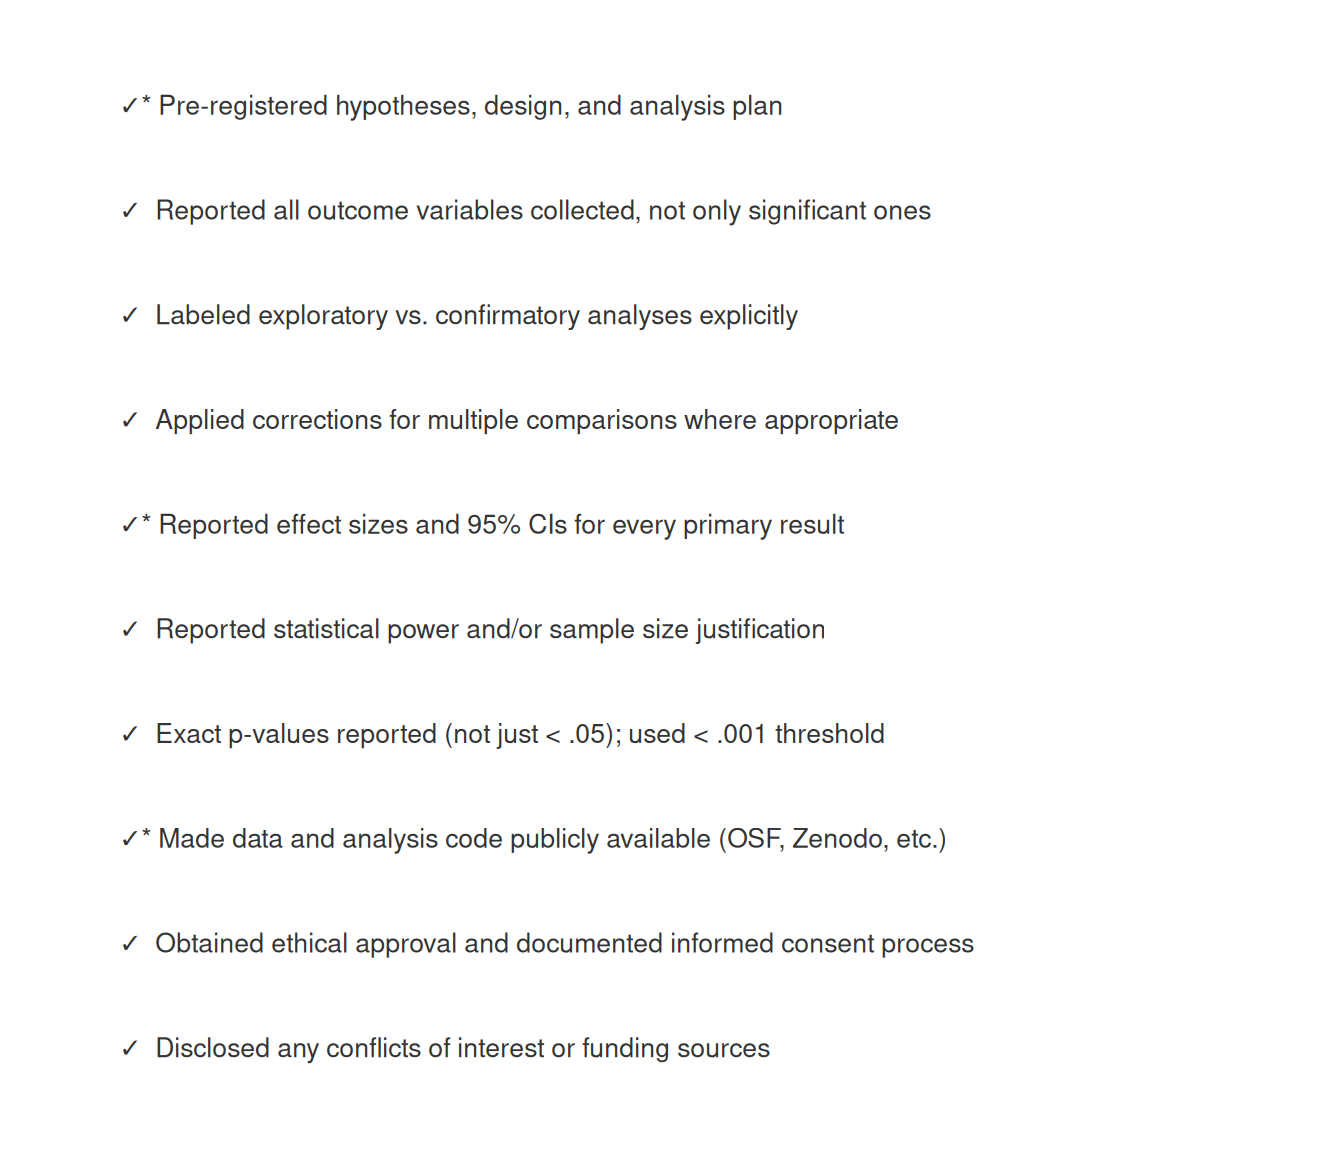 ✓* Pre-registered hypotheses, design, and analysis plan
✓ Reported all outcome variables collected, not only significant ones
✓ Labeled exploratory vs. confirmatory analyses explicitly
✓ Applied corrections for multiple comparisons where appropriate
✓* Reported effect sizes and 95% CIs for every primary result
✓ Reported statistical power and/or sample size justification
✓ Exact p-values reported (not just < .05); used < .001 threshold
✓* Made data and analysis code publicly available (OSF, Zenodo, etc.)
✓ Obtained ethical approval and documented informed consent process
✓ Disclosed any conflicts of interest or funding sources